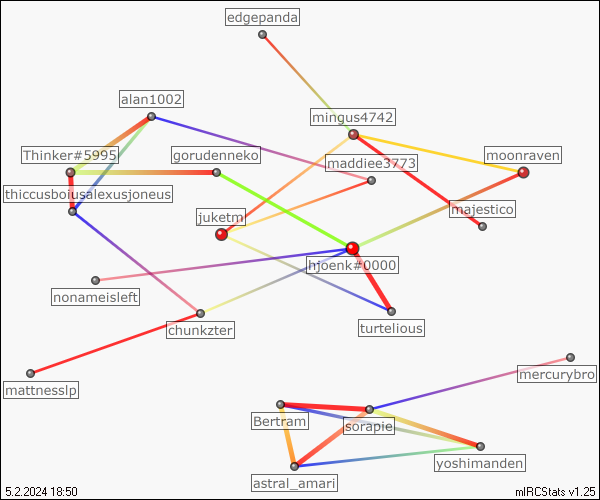 edgepanda
alan1002
mingus4742
Thinker#5995
gorudenneko
maddiee3773
moonraven
thiccusboiusalexusjoneus
juketm
majestico
hjoenk#0000
nonameisleft
chunkzter
turtelious
mattnesslp
mercurybro
Bertram
sorapie
yoshimanden
astral_amari
5.2.2024 18:50
mIRCStats v1.25